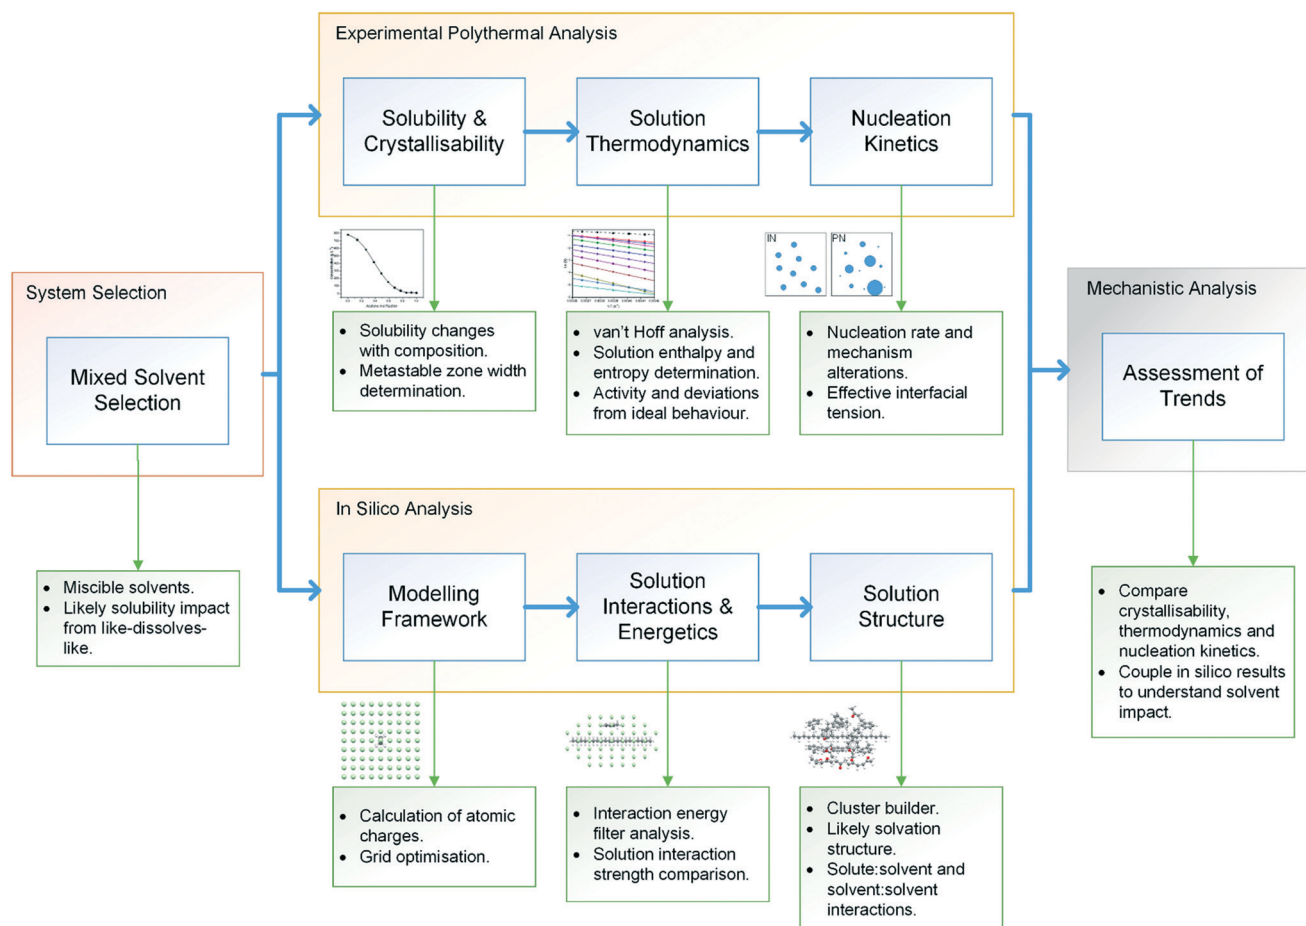 Experimental Polythermal Analysis
Solubility &
Crystallisability
Solution
Thermodynamics
Nucleation
Kinetics
IN
PN
System Selection
Mixed Solvent
Selection
• Solubility changes
with composition.
• Metastable zone width
determination.
• van’t Hoff analysis.
• Solution enthalpy and
entropy determination.
• Activity and deviations
from ideal behaviour.
• Nucleation rate and
mechanism
alterations.
• Effective interfacial
tension.
Mechanistic Analysis
Assessment of
Trends
In Silico Analysis
Modelling
Framework
Solution
Interactions &
Energetics
Solution
Structure
• Miscible solvents.
• Likely solubility impact
from like-dissolves-
like.
• Compare
crystallisability,
thermodynamics and
nucleation kinetics.
• Couple in silico results
to understand solvent
impact.
• Calculation of atomic
charges.
• Grid optimisation.
• Interaction energy
filter analysis.
• Solution interaction
strength comparison.
• Cluster builder.
• Likely solvation
structure.
• Solute:solvent and
solvent:solvent
interactions.